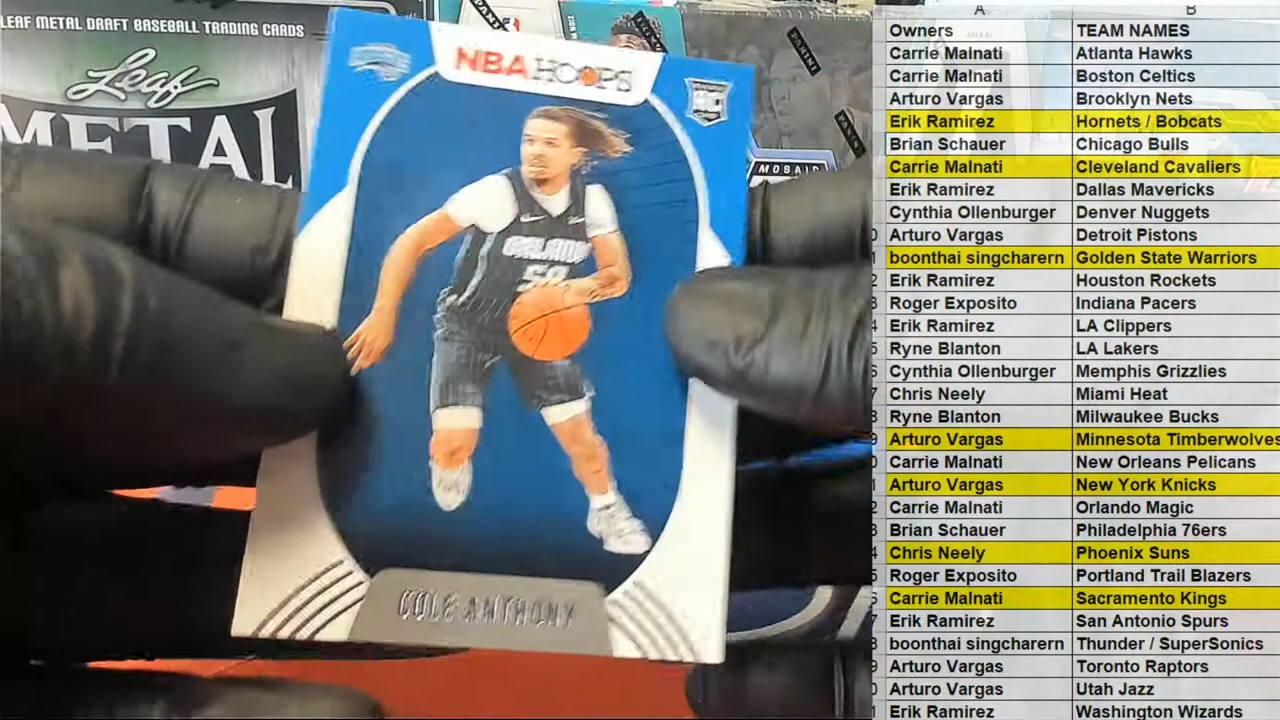 LEAF METAL DRAFT BASEBALL TRADING CARDS
Leaf
METAL
PANINI
PANINI
MOSAIC
NBA HOOPS
RC
ORLANDO
50
COLE ANTHONY
A B
Owners TEAM NAMES
Carrie Malnati Atlanta Hawks
Carrie Malnati Boston Celtics
Arturo Vargas Brooklyn Nets
Erik Ramirez Hornets / Bobcats
Brian Schauer Chicago Bulls
Carrie Malnati Cleveland Cavaliers
Erik Ramirez Dallas Mavericks
Cynthia Ollenburger Denver Nuggets
Arturo Vargas Detroit Pistons
boonthai singcharern Golden State Warriors
Erik Ramirez Houston Rockets
Roger Exposito Indiana Pacers
Erik Ramirez LA Clippers
Ryne Blanton LA Lakers
Cynthia Ollenburger Memphis Grizzlies
Chris Neely Miami Heat
Ryne Blanton Milwaukee Bucks
Arturo Vargas Minnesota Timberwolves
Carrie Malnati New Orleans Pelicans
Arturo Vargas New York Knicks
Carrie Malnati Orlando Magic
Brian Schauer Philadelphia 76ers
Chris Neely Phoenix Suns
Roger Exposito Portland Trail Blazers
Carrie Malnati Sacramento Kings
Erik Ramirez San Antonio Spurs
boonthai singcharern Thunder / SuperSonics
Arturo Vargas Toronto Raptors
Arturo Vargas Utah Jazz
Erik Ramirez Washington Wizards